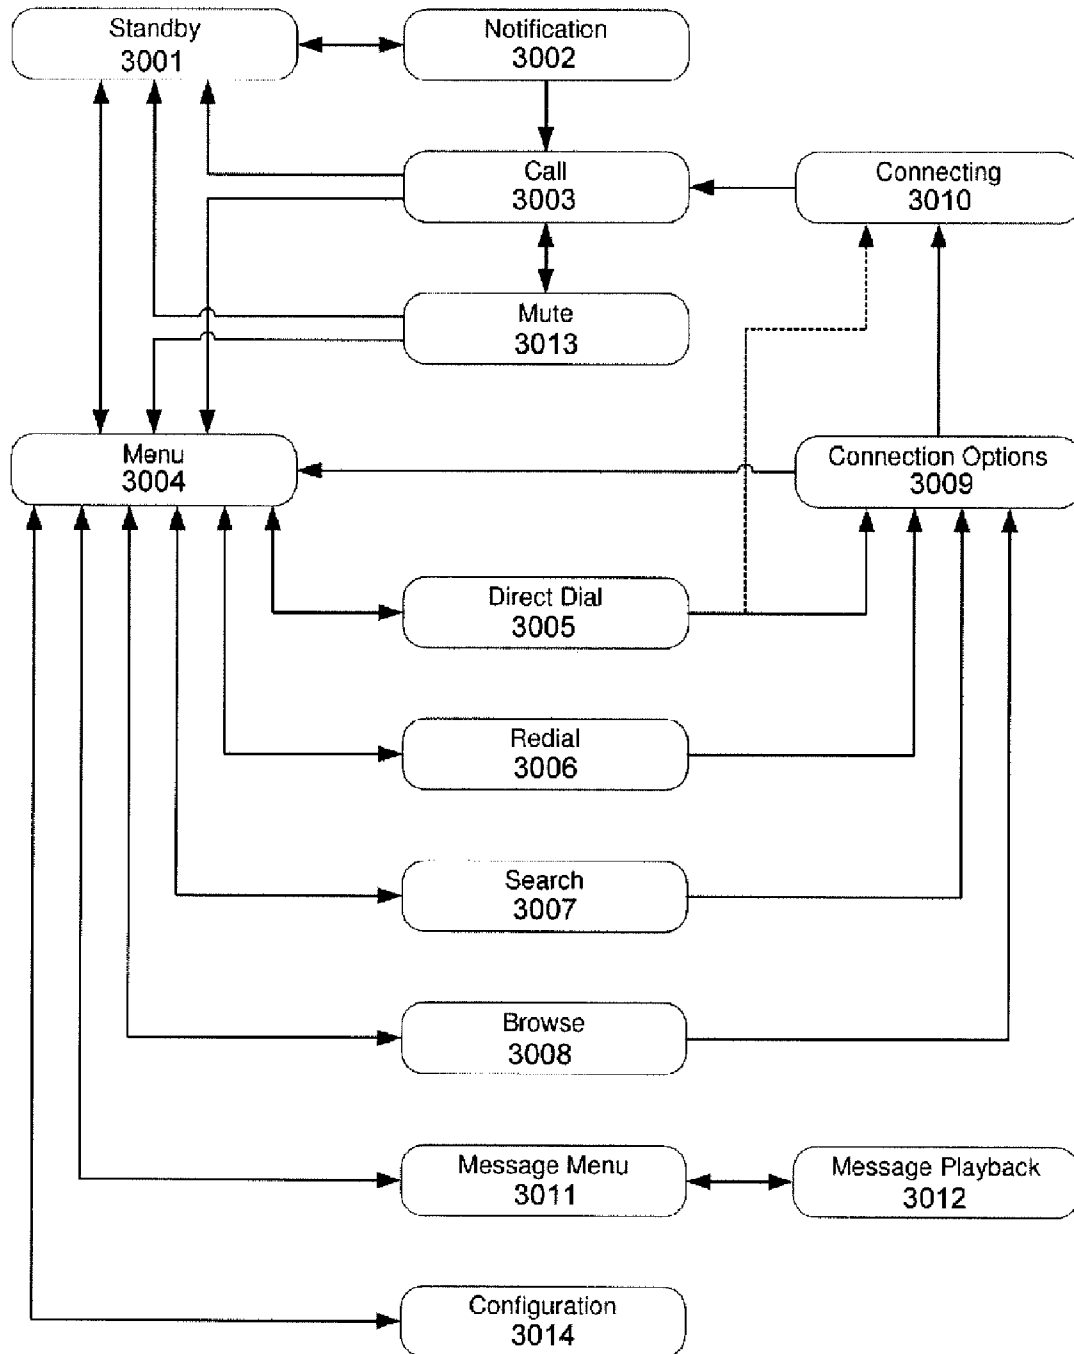 Standby
3001
Notification
3002
Call
3003
Connecting
3010
Mute
3013
Menu
3004
Connection Options
3009
Direct Dial
3005
Redial
3006
Search
3007
Browse
3008
Message Menu
3011
Message Playback
3012
Configuration
3014